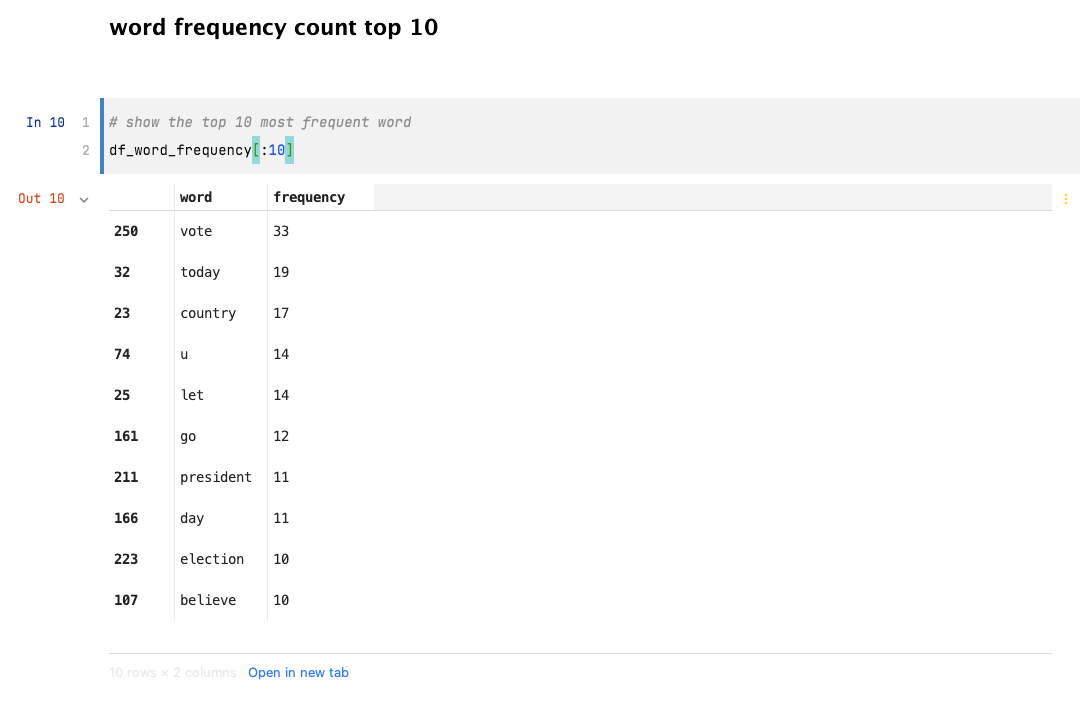 word frequency count top 10
In 10 1 # show the top 10 most frequent word
2 df_word_frequency[:10]
Out 10 word frequency
250 vote 33
32 today 19
23 country 17
74 u 14
25 let 14
161 go 12
211 president 11
166 day 11
223 election 10
107 believe 10
10 rows × 2 columns Open in new tab